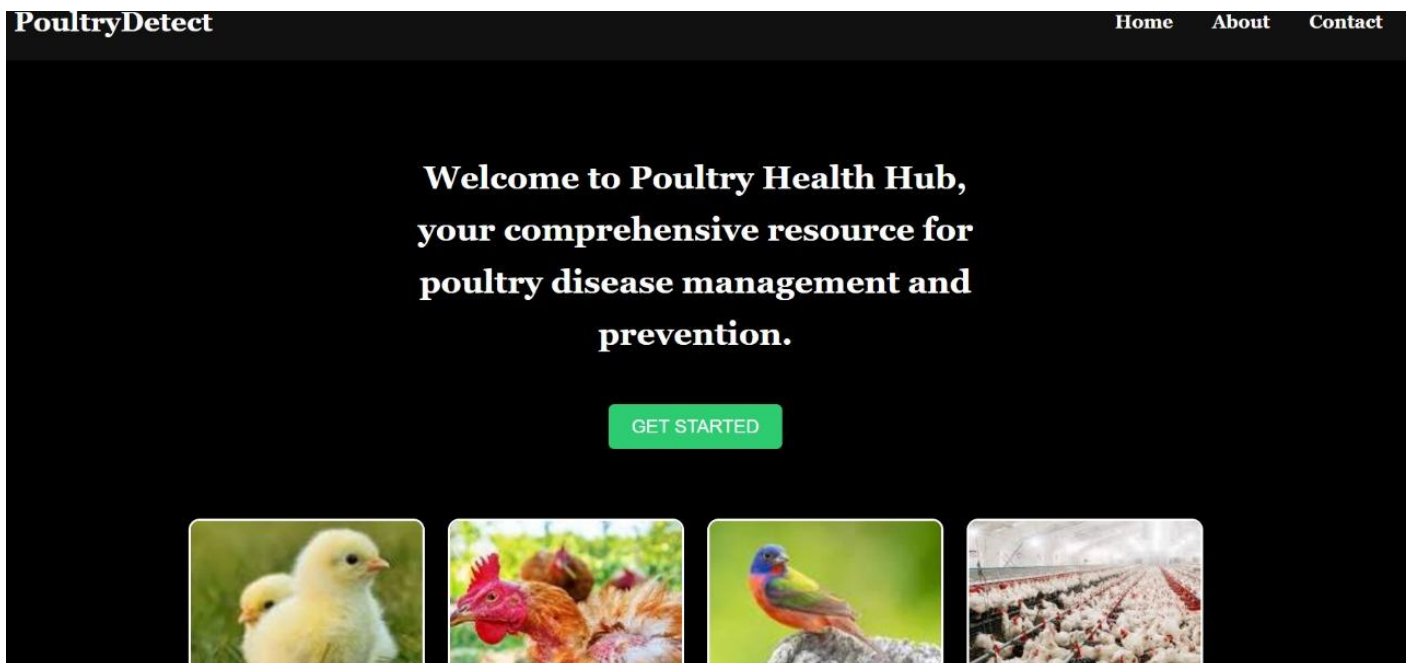 PoultryDetect
Home About Contact
Welcome to Poultry Health Hub,
your comprehensive resource for
poultry disease management and
prevention.
GET STARTED